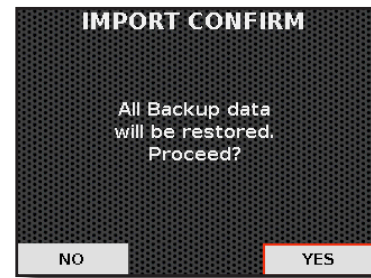 IMPORT CONFIRM
All Backup data
will be restored.
Proceed?
NO
YES